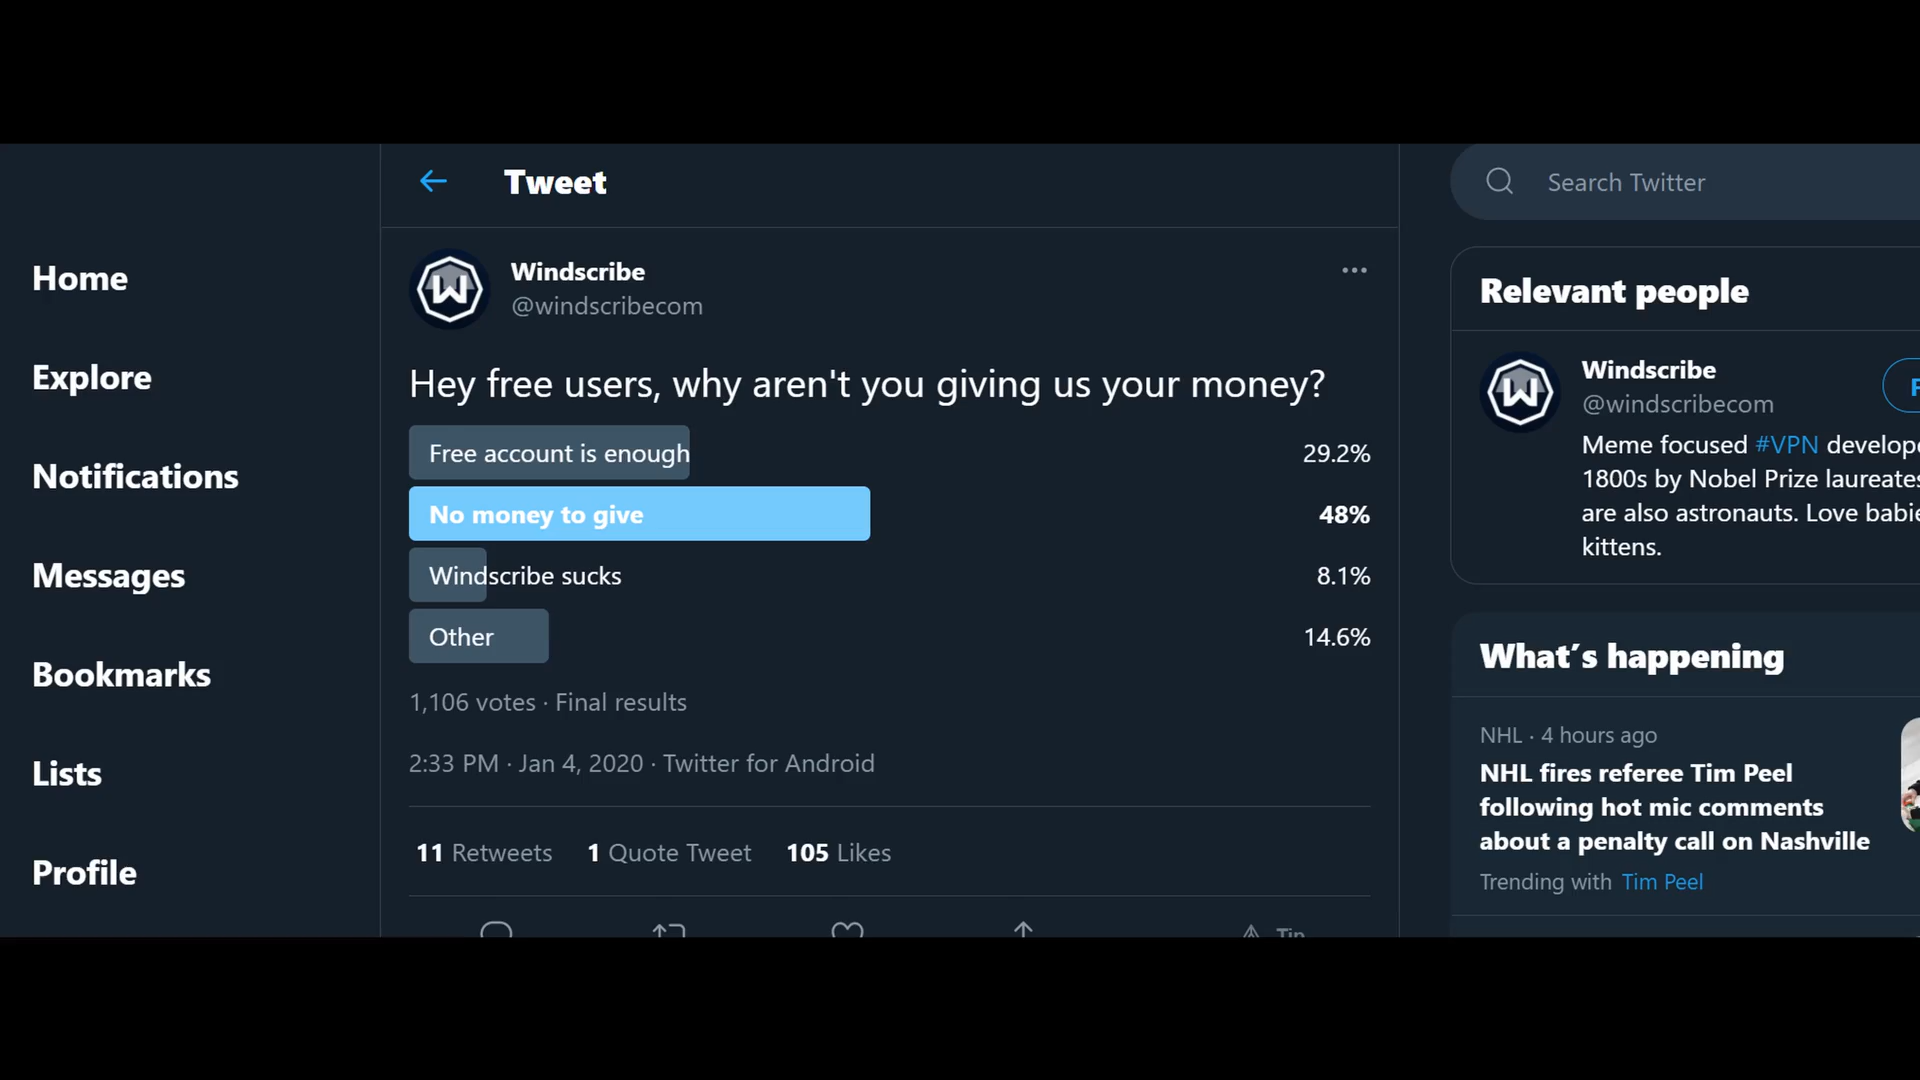 Tweet
Search Twitter
Home
Explore
Notifications
Messages
Bookmarks
Lists
Profile
Windscribe
@windscribecom
Hey free users, why aren't you giving us your money?
Free account is enough 29.2%
No money to give 48%
Windscribe sucks 8.1%
Other 14.6%
1,106 votes · Final results
2:33 PM · Jan 4, 2020 · Twitter for Android
11 Retweets 1 Quote Tweet 105 Likes
Tip
Relevant people
Windscribe
@windscribecom
Meme focused #VPN develope
1800s by Nobel Prize laureates
are also astronauts. Love babie
kittens.
What's happening
NHL · 4 hours ago
NHL fires referee Tim Peel
following hot mic comments
about a penalty call on Nashville
Trending with Tim Peel